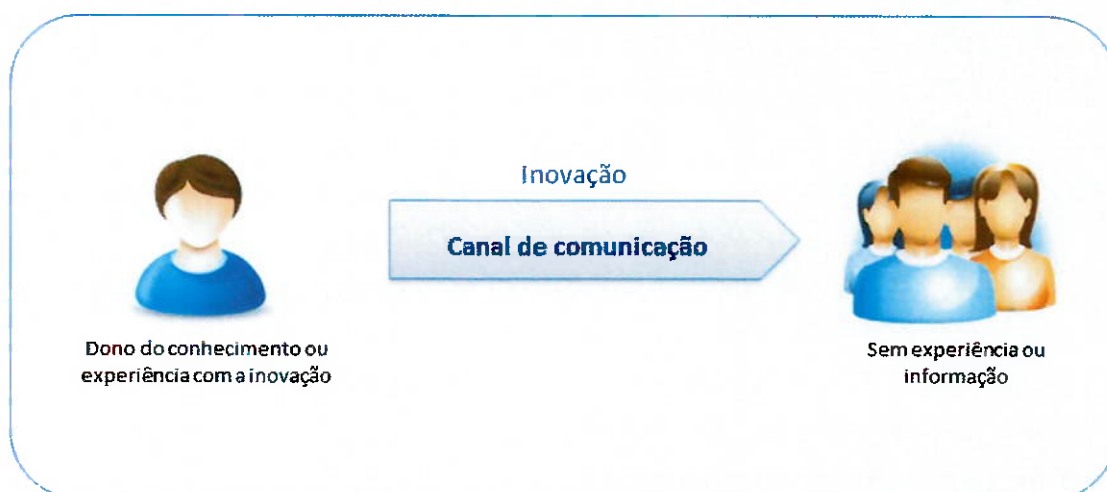 Inovação
Canal de comunicação
Dono do conhecimento ou
experiência com a inovação
Sem experiência ou
informação